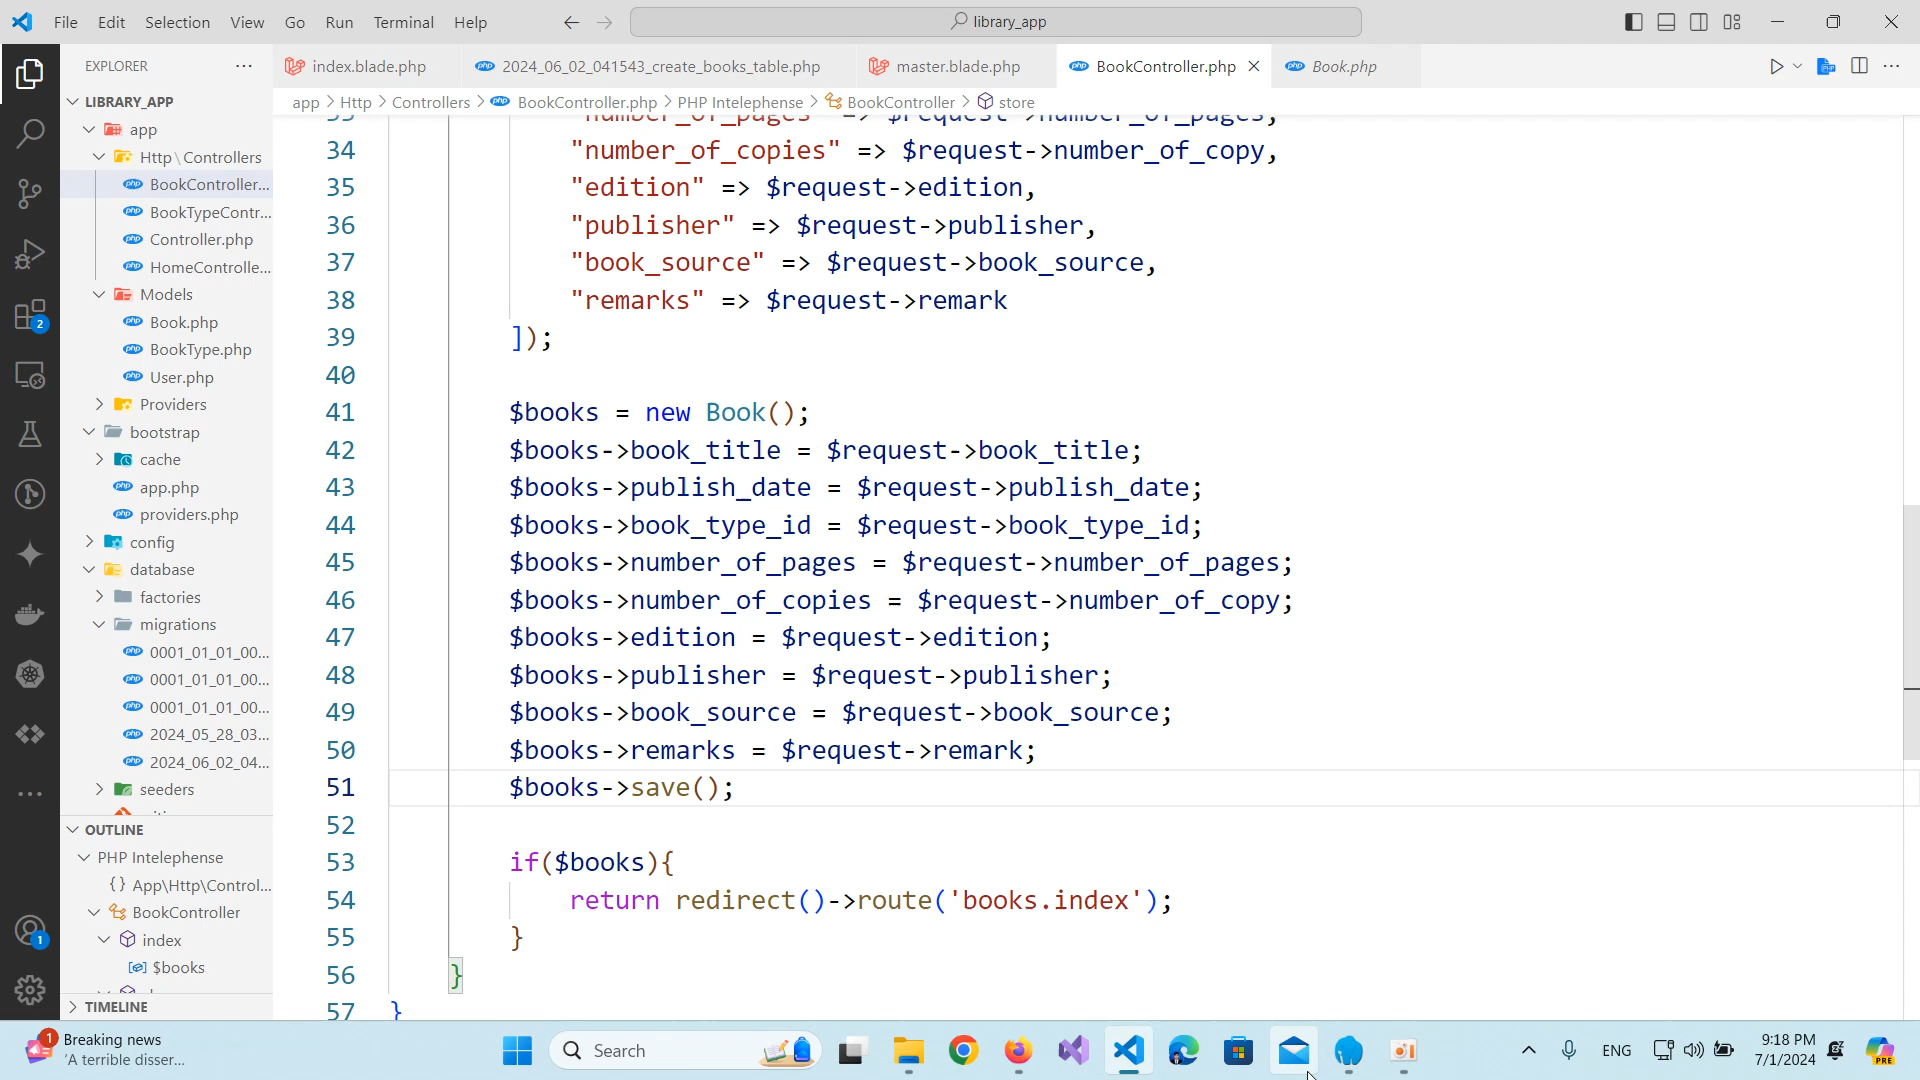 File Edit Selection View Go Run Terminal Help
library_app
EXPLORER
index.blade.php
2024_06_02_041543_create_books_table.php
master.blade.php
BookController.php
Book.php
app > Http > Controllers > BookController.php > PHP Intelephense > BookController > store
LIBRARY_APP
app
Http\Controllers
BookController...
BookTypeContr...
Controller.php
HomeControlle...
Models
Book.php
BookType.php
User.php
Providers
bootstrap
cache
app.php
providers.php
config
database
factories
migrations
0001_01_01_00...
0001_01_01_00...
0001_01_01_00...
2024_05_28_03...
2024_06_02_04...
seeders
OUTLINE
PHP Intelephense
{} App\Http\Control...
BookController
index
$books
TIMELINE
2
1
33 "number_of_pages" => $request->number_of_pages,
34 "number_of_copies" => $request->number_of_copy,
35 "edition" => $request->edition,
36 "publisher" => $request->publisher,
37 "book_source" => $request->book_source,
38 "remarks" => $request->remark
39 ]);
40
41 $books = new Book();
42 $books->book_title = $request->book_title;
43 $books->publish_date = $request->publish_date;
44 $books->book_type_id = $request->book_type_id;
45 $books->number_of_pages = $request->number_of_pages;
46 $books->number_of_copies = $request->number_of_copy;
47 $books->edition = $request->edition;
48 $books->publisher = $request->publisher;
49 $books->book_source = $request->book_source;
50 $books->remarks = $request->remark;
51 $books->save();
52
53 if($books){
54 return redirect()->route('books.index');
55 }
56 }
57 }
1
Breaking news
'A terrible disser...
Search
ENG
9:18 PM
7/1/2024
PRE